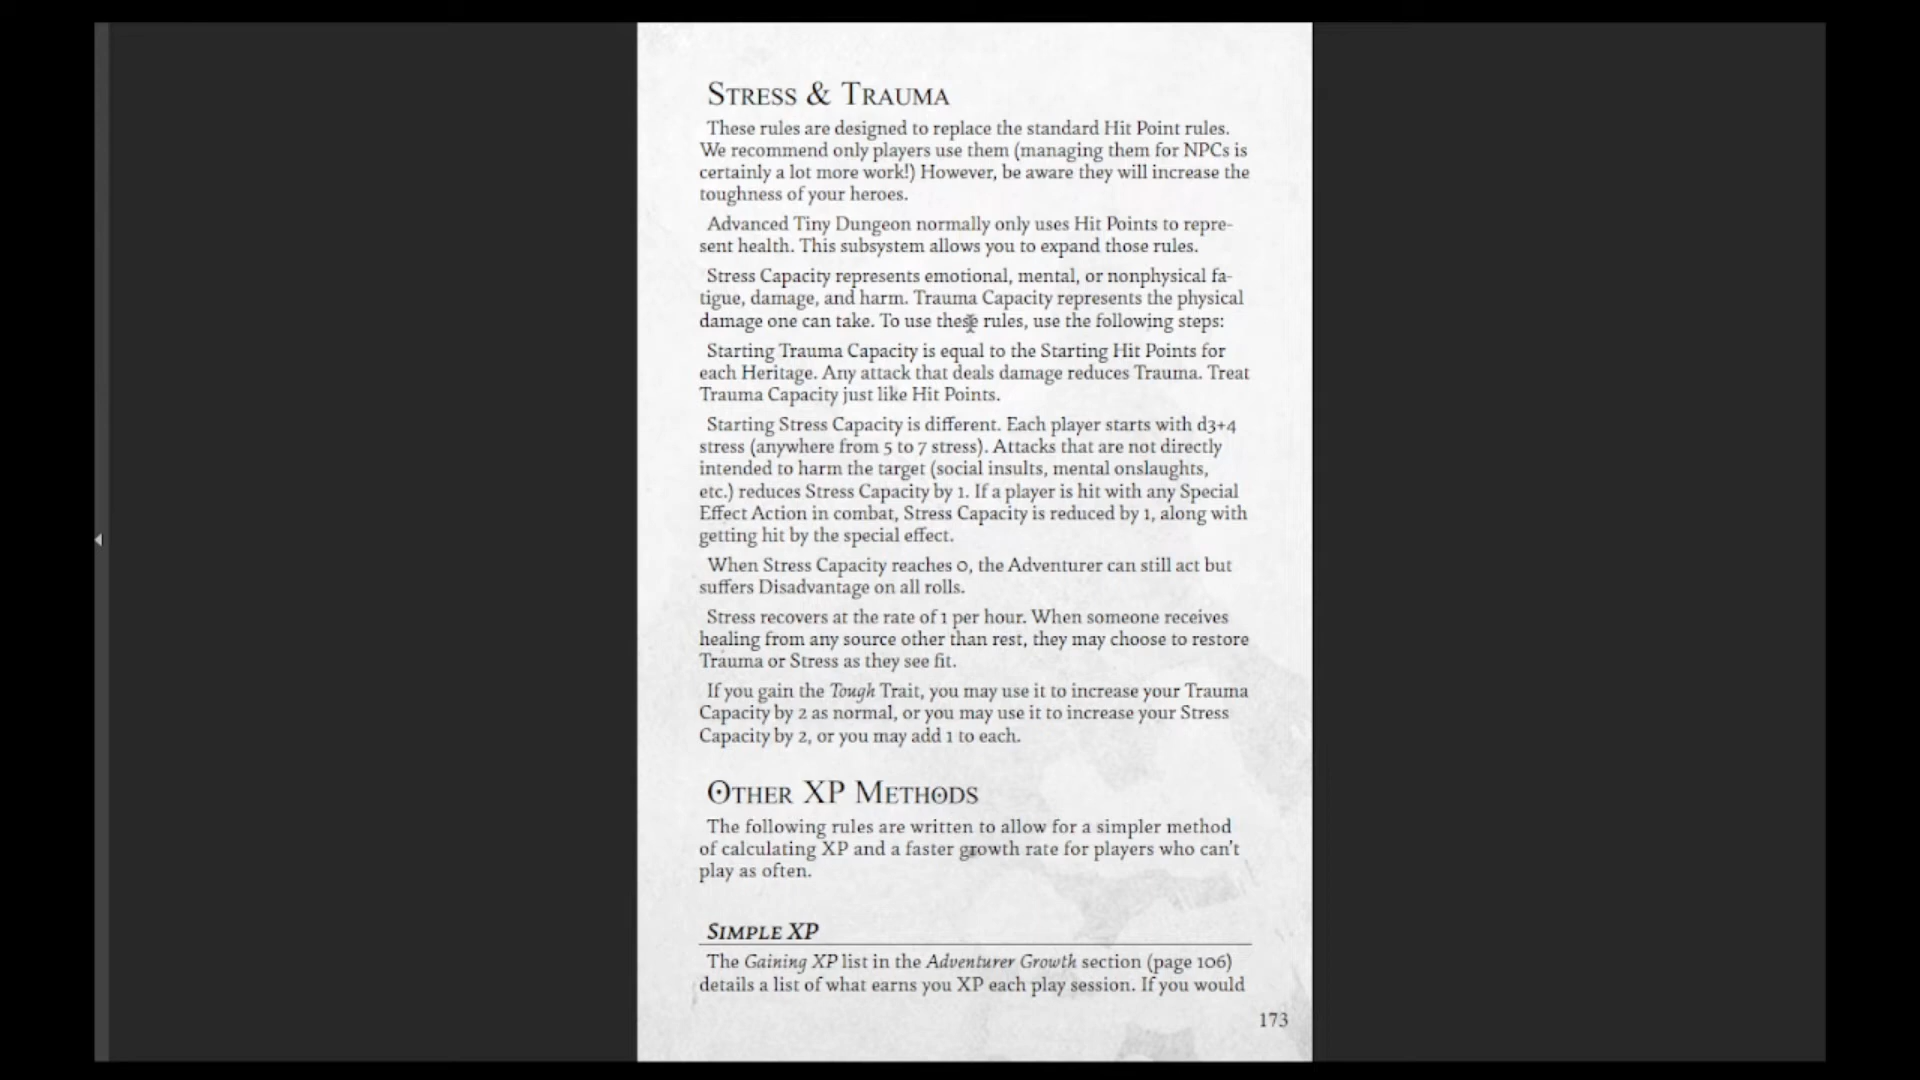 Stress & Trauma
These rules are designed to replace the standard Hit Point rules.
We recommend only players use them (managing them for NPCs is
certainly a lot more work!) However, be aware they will increase the
toughness of your heroes.
Advanced Tiny Dungeon normally only uses Hit Points to repre-
sent health. This subsystem allows you to expand those rules.
Stress Capacity represents emotional, mental, or nonphysical fa-
tigue, damage, and harm. Trauma Capacity represents the physical
damage one can take. To use these rules, use the following steps:
Starting Trauma Capacity is equal to the Starting Hit Points for
each Heritage. Any attack that deals damage reduces Trauma. Treat
Trauma Capacity just like Hit Points.
Starting Stress Capacity is different. Each player starts with d3+4
stress (anywhere from 5 to 7 stress). Attacks that are not directly
intended to harm the target (social insults, mental onslaughts,
etc.) reduces Stress Capacity by 1. If a player is hit with any Special
Effect Action in combat, Stress Capacity is reduced by 1, along with
getting hit by the special effect.
When Stress Capacity reaches 0, the Adventurer can still act but
suffers Disadvantage on all rolls.
Stress recovers at the rate of 1 per hour. When someone receives
healing from any source other than rest, they may choose to restore
Trauma or Stress as they see fit.
If you gain the Tough Trait, you may use it to increase your Trauma
Capacity by 2 as normal, or you may use it to increase your Stress
Capacity by 2, or you may add 1 to each.
Other XP Methods
The following rules are written to allow for a simpler method
of calculating XP and a faster growth rate for players who can't
play as often.
Simple XP
The Gaining XP list in the Adventurer Growth section (page 106)
details a list of what earns you XP each play session. If you would
173